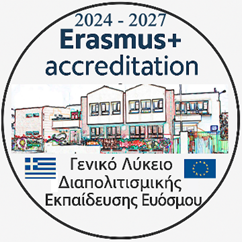 2024 - 2027
Erasmus+
accreditation
Γενικό Λύκειο
Διαπολιτισμικής
Εκπαίδευσης Ευόσμου